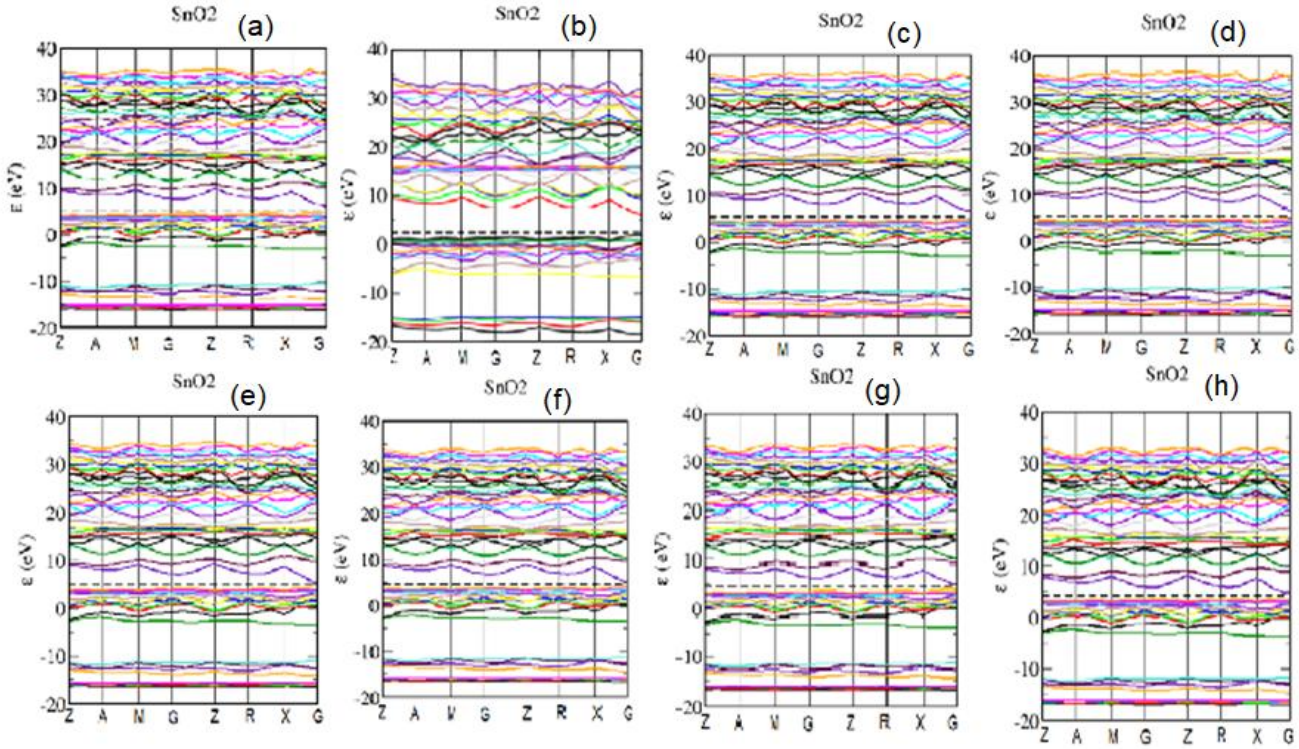 SnO2 (a)
40
30
20
10
0
-10
-20
ε (eV)
Z A M G Z R X G
SnO2 (b)
40
30
20
10
0
-10
-20
ε (eV)
Z A M G Z R X G
SnO2 (c)
40
30
20
10
0
-10
-20
ε (eV)
Z A M G Z R X G
SnO2 (d)
40
30
20
10
0
-10
-20
ε (eV)
Z A M G Z R X G
SnO2 (e)
40
30
20
10
0
-10
-20
ε (eV)
Z A M G Z R X G
SnO2 (f)
40
30
20
10
0
-10
-20
ε (eV)
Z A M G Z R X G
SnO2 (g)
40
30
20
10
0
-10
-20
ε (eV)
Z A M G Z R X G
SnO2 (h)
40
30
20
10
0
-10
-20
ε (eV)
Z A M G Z R X G